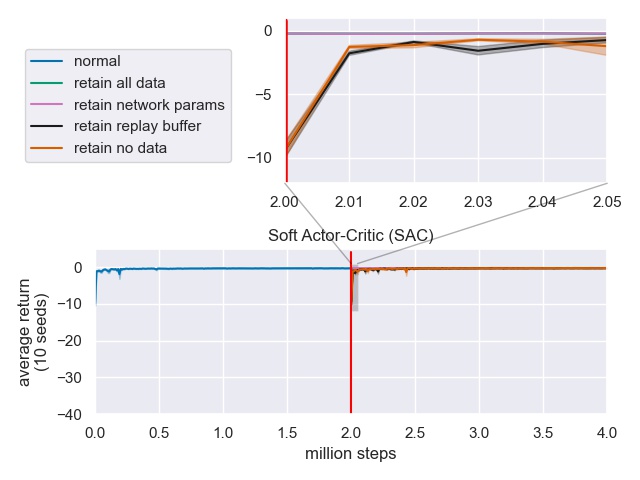 normal
retain all data
retain network params
retain replay buffer
retain no data
0
−5
−10
2.00 2.01 2.02 2.03 2.04 2.05
Soft Actor-Critic (SAC)
0
−10
−20
−30
−40
average return
(10 seeds)
0.0 0.5 1.0 1.5 2.0 2.5 3.0 3.5 4.0
million steps